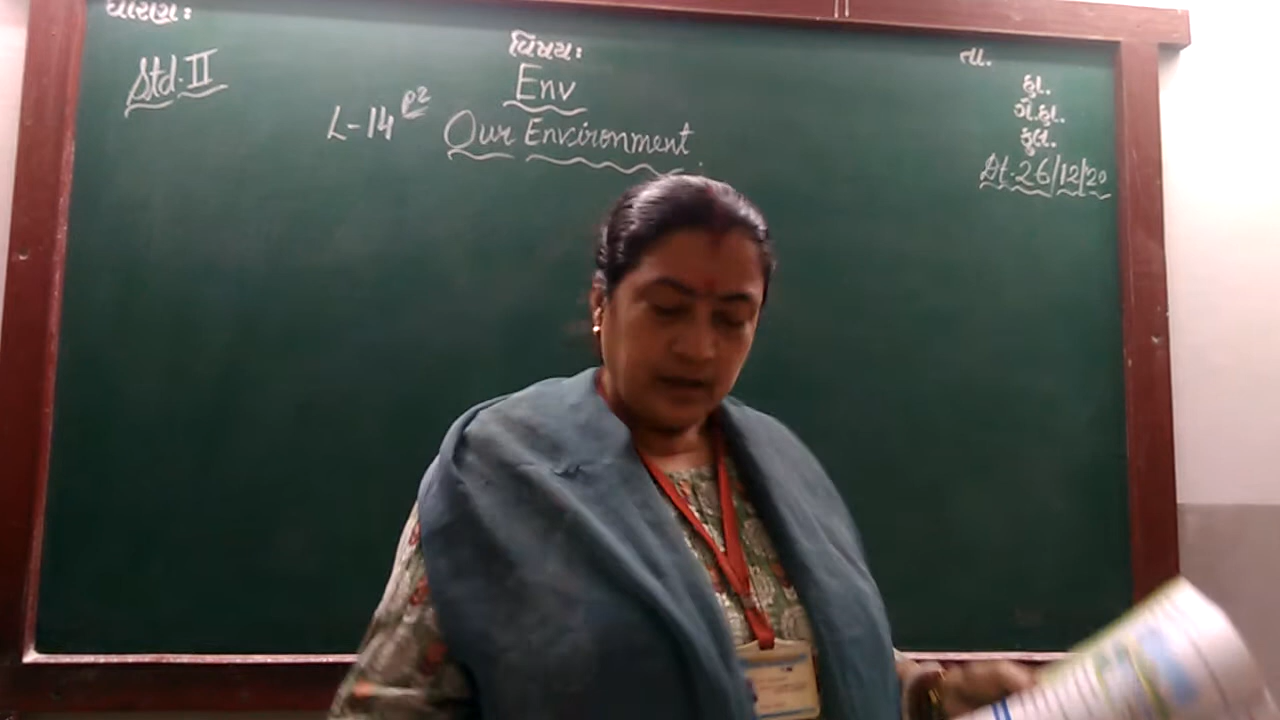 ધોરણ:
Std. II
વિષય:
Env
L-14 P2 Our Environment.
તા.
હા.
ગે.હા.
કુલ.
Dt. 26/12/20